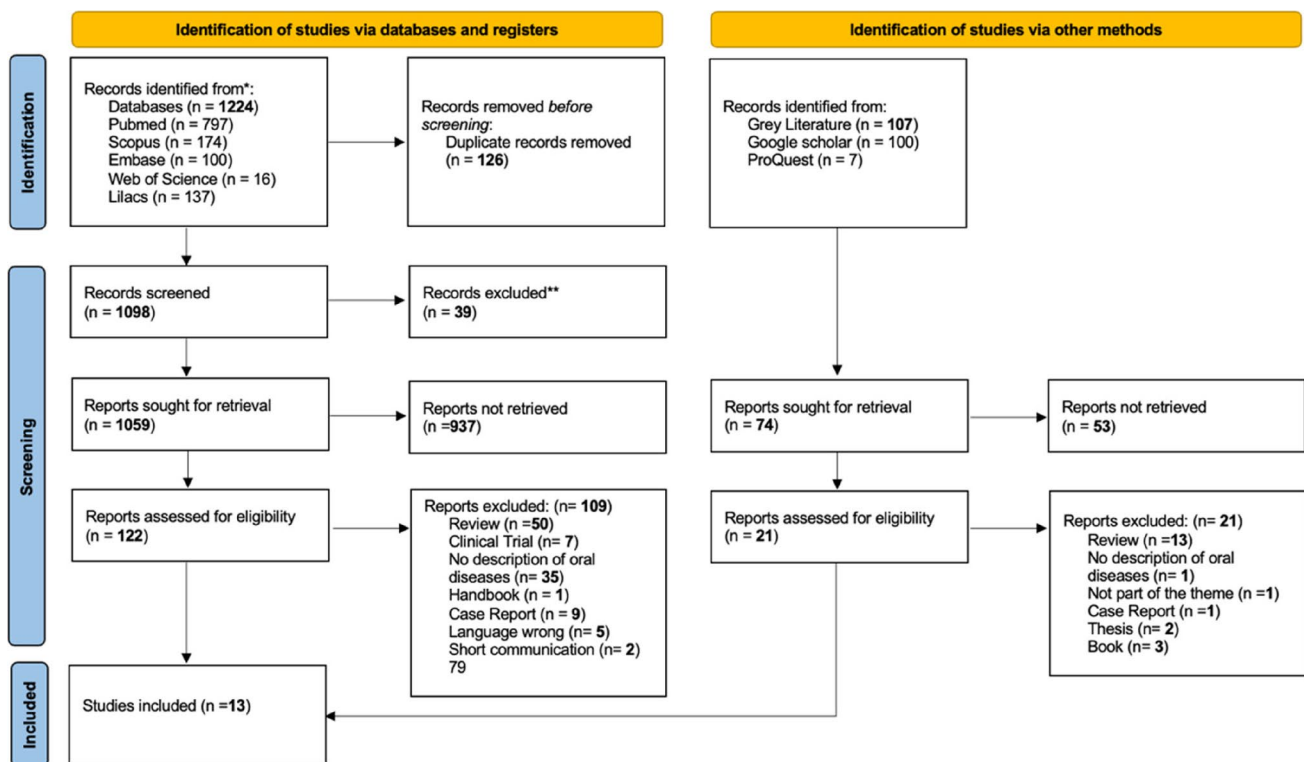 Identification of studies via databases and registers
Identification of studies via other methods
Identification
Records identified from*:
Databases (n = 1224)
Pubmed (n = 797)
Scopus (n = 174)
Embase (n = 100)
Web of Science (n = 16)
Lilacs (n = 137)
Records removed before
screening:
Duplicate records removed
(n = 126)
Records identified from:
Grey Literature (n = 107)
Google scholar (n = 100)
ProQuest (n = 7)
Screening
Records screened
(n = 1098)
Records excluded**
(n = 39)
Reports sought for retrieval
(n = 1059)
Reports not retrieved
(n =937)
Reports sought for retrieval
(n = 74)
Reports not retrieved
(n = 53)
Reports assessed for eligibility
(n = 122)
Reports excluded: (n= 109)
Review (n =50)
Clinical Trial (n= 7)
No description of oral
diseases (n= 35)
Handbook (n = 1)
Case Report (n = 9)
Language wrong (n= 5)
Short communication (n= 2)
79
Reports assessed for eligibility
(n = 21)
Reports excluded: (n= 21)
Review (n =13)
No description of oral
diseases (n= 1)
Not part of the theme (n =1)
Case Report (n =1)
Thesis (n= 2)
Book (n= 3)
Included
Studies included (n =13)